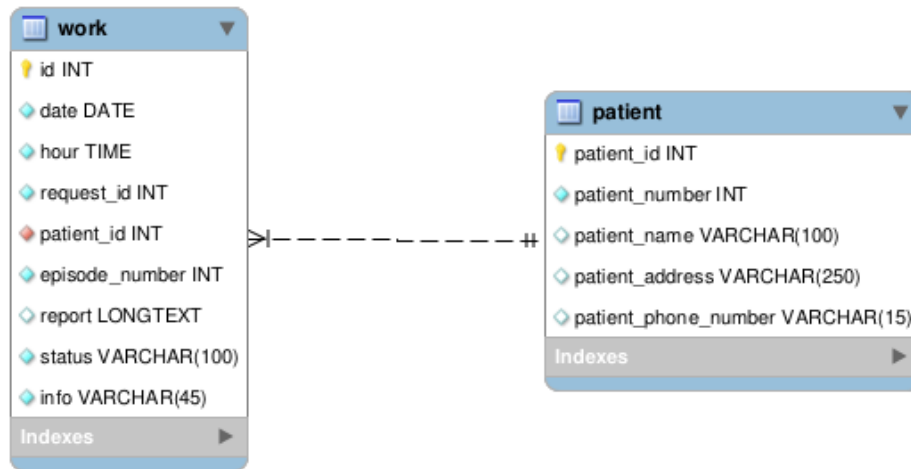 work
id INT
date DATE
hour TIME
request_id INT
patient_id INT
episode_number INT
report LONGTEXT
status VARCHAR(100)
info VARCHAR(45)
Indexes
patient
patient_id INT
patient_number INT
patient_name VARCHAR(100)
patient_address VARCHAR(250)
patient_phone_number VARCHAR(15)
Indexes